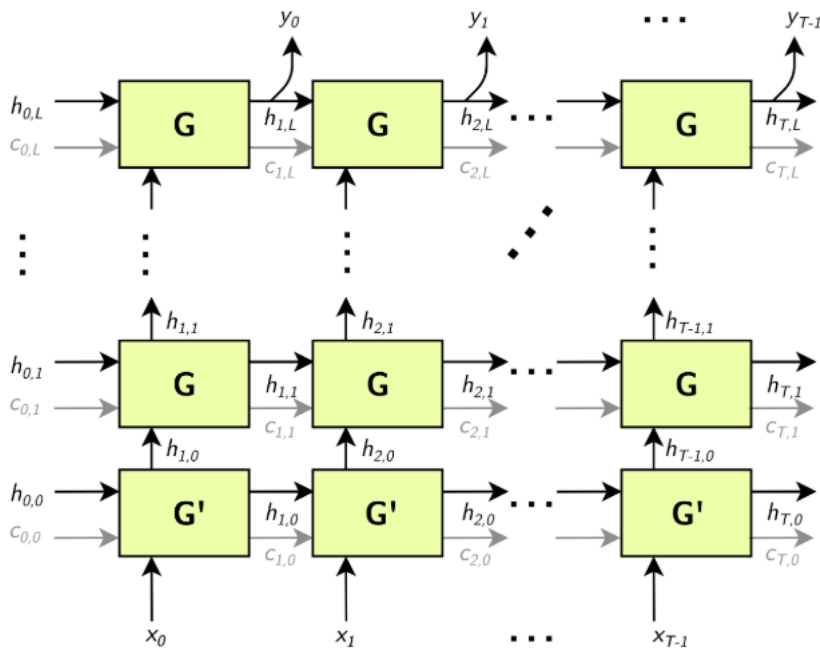 y0 y1 ... yT-1
h0,L G h1,L G h2,L ... G hT,L
c0,L c1,L c2,L cT,L
h1,1 h2,1 hT-1,1
h0,1 G h1,1 G h2,1 ... G hT,1
c0,1 c1,1 c2,1 cT,1
h1,0 h2,0 hT-1,0
h0,0 G' h1,0 G' h2,0 ... G' hT,0
c0,0 c1,0 c2,0 cT,0
x0 x1 ... xT-1